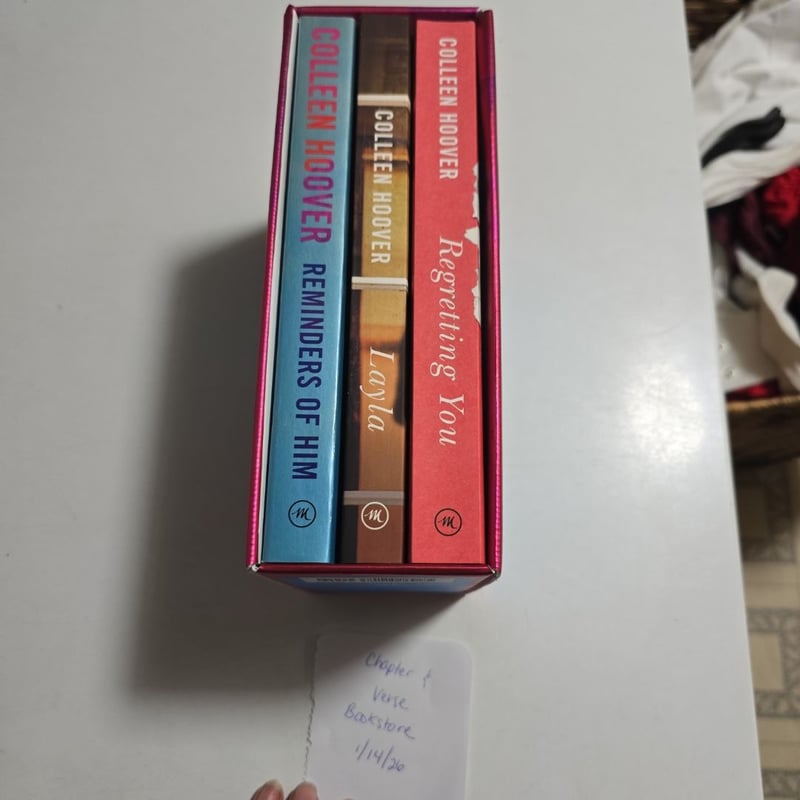 COLLEEN HOOVER REMINDERS OF HIM
COLLEEN HOOVER Layla
COLLEEN HOOVER Regretting You
Chapter &
Verse
Bookstore
1/14/26